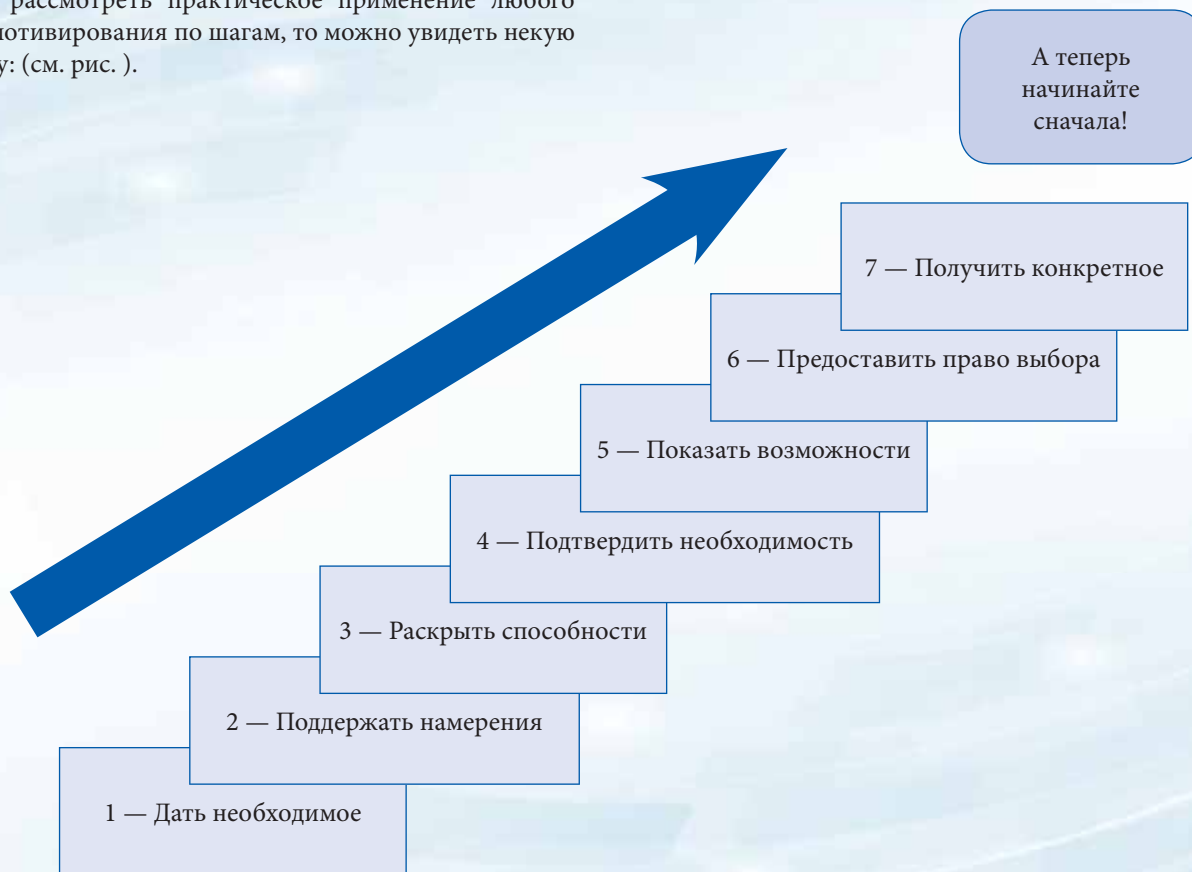 рассмотреть практическое применение любого
мотивирования по шагам, то можно увидеть некую
у: (см. рис. ).
А теперь
начинайте
сначала!
7 — Получить конкретное
6 — Предоставить право выбора
5 — Показать возможности
4 — Подтвердить необходимость
3 — Раскрыть способности
2 — Поддержать намерения
1 — Дать необходимое